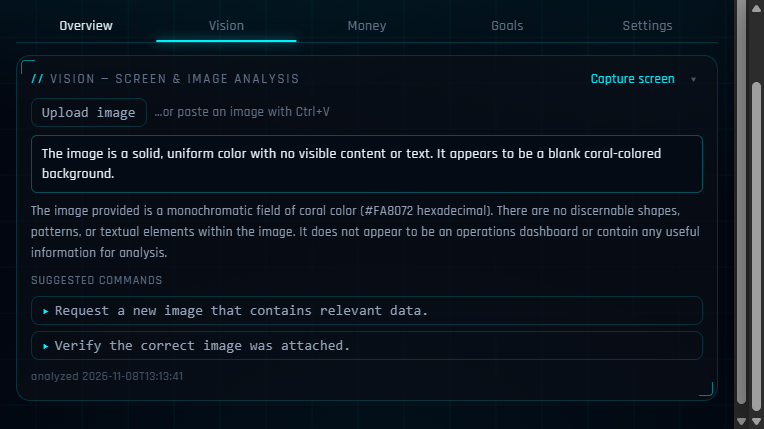 Overview Vision Money Goals Settings
// VISION — SCREEN & IMAGE ANALYSIS Capture screen ▾
Upload image …or paste an image with Ctrl+V
The image is a solid, uniform color with no visible content or text. It appears to be a blank coral-colored
background.
The image provided is a monochromatic field of coral color (#FA8072 hexadecimal). There are no discernable shapes,
patterns, or textual elements within the image. It does not appear to be an operations dashboard or contain any useful
information for analysis.
SUGGESTED COMMANDS
▸ Request a new image that contains relevant data.
▸ Verify the correct image was attached.
analyzed 2025-11-08T13:13:41